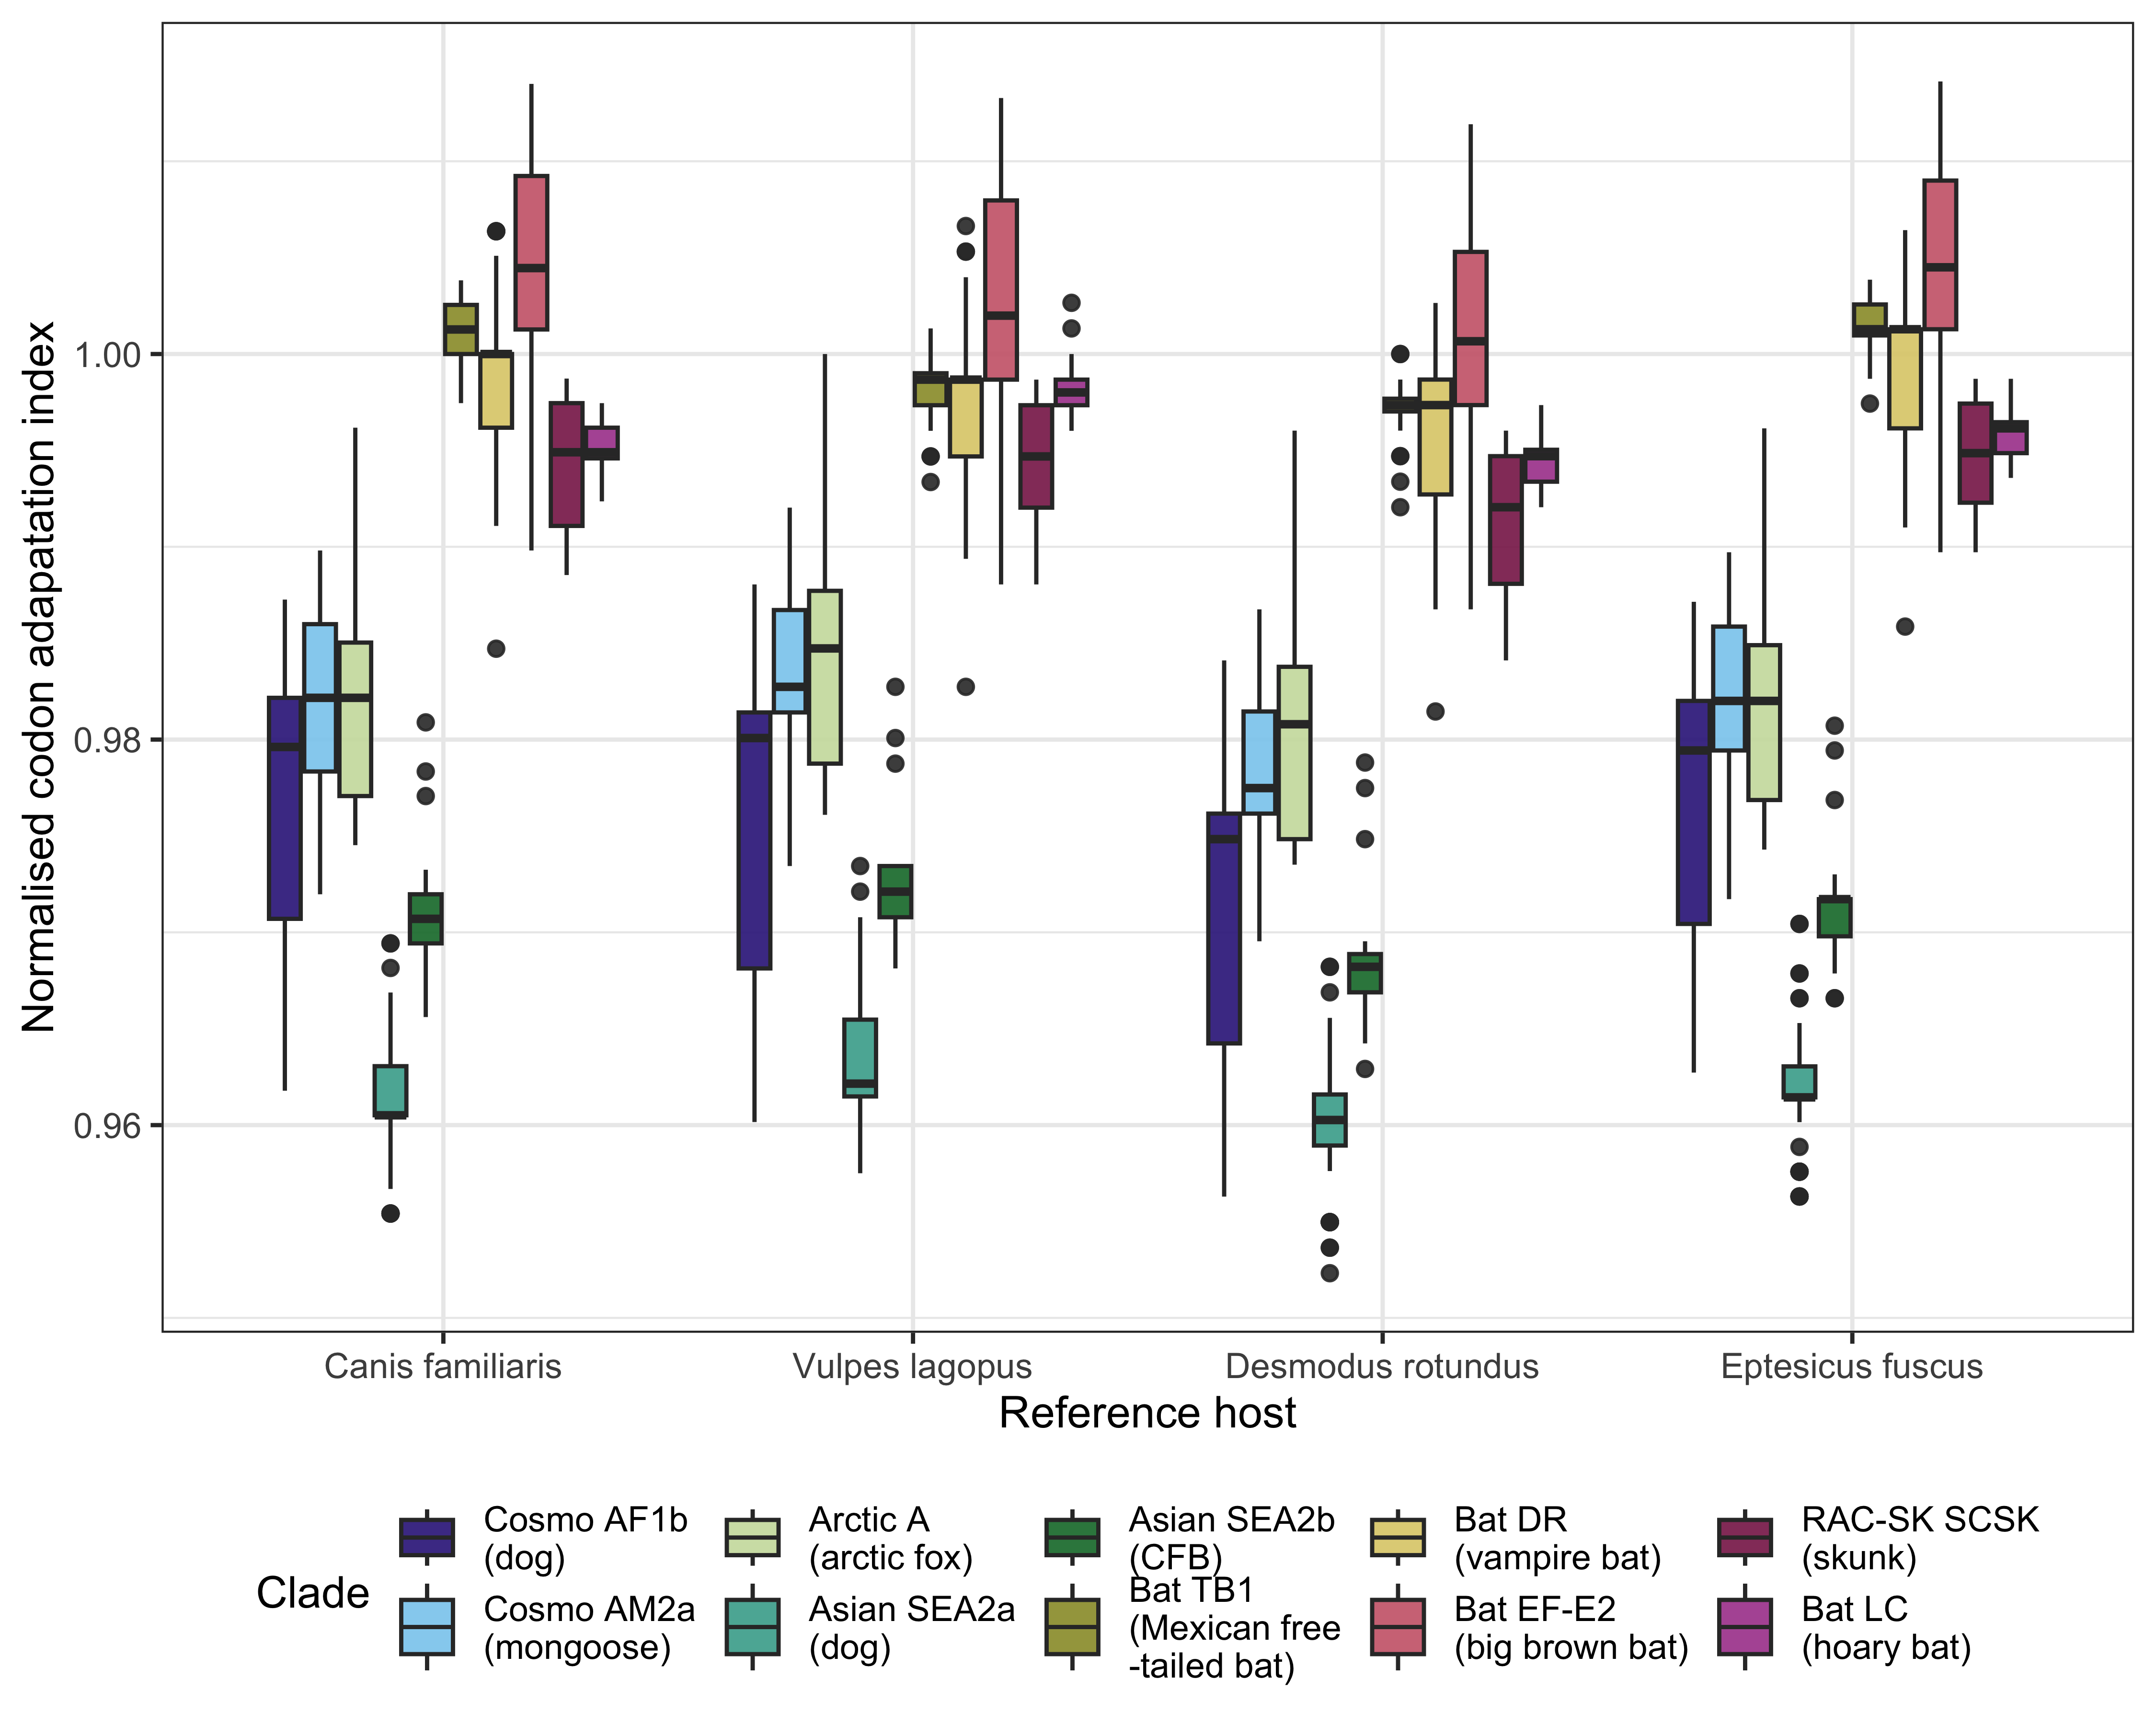 Normalised codon adapatation index
1.00
0.98
0.96
Canis familiaris
Vulpes lagopus
Desmodus rotundus
Eptesicus fuscus
Reference host
Clade
Cosmo AF1b
(dog)
Cosmo AM2a
(mongoose)
Arctic A
(arctic fox)
Asian SEA2a
(dog)
Asian SEA2b
(CFB)
Bat TB1
(Mexican free
-tailed bat)
Bat DR
(vampire bat)
Bat EF-E2
(big brown bat)
RAC-SK SCSK
(skunk)
Bat LC
(hoary bat)